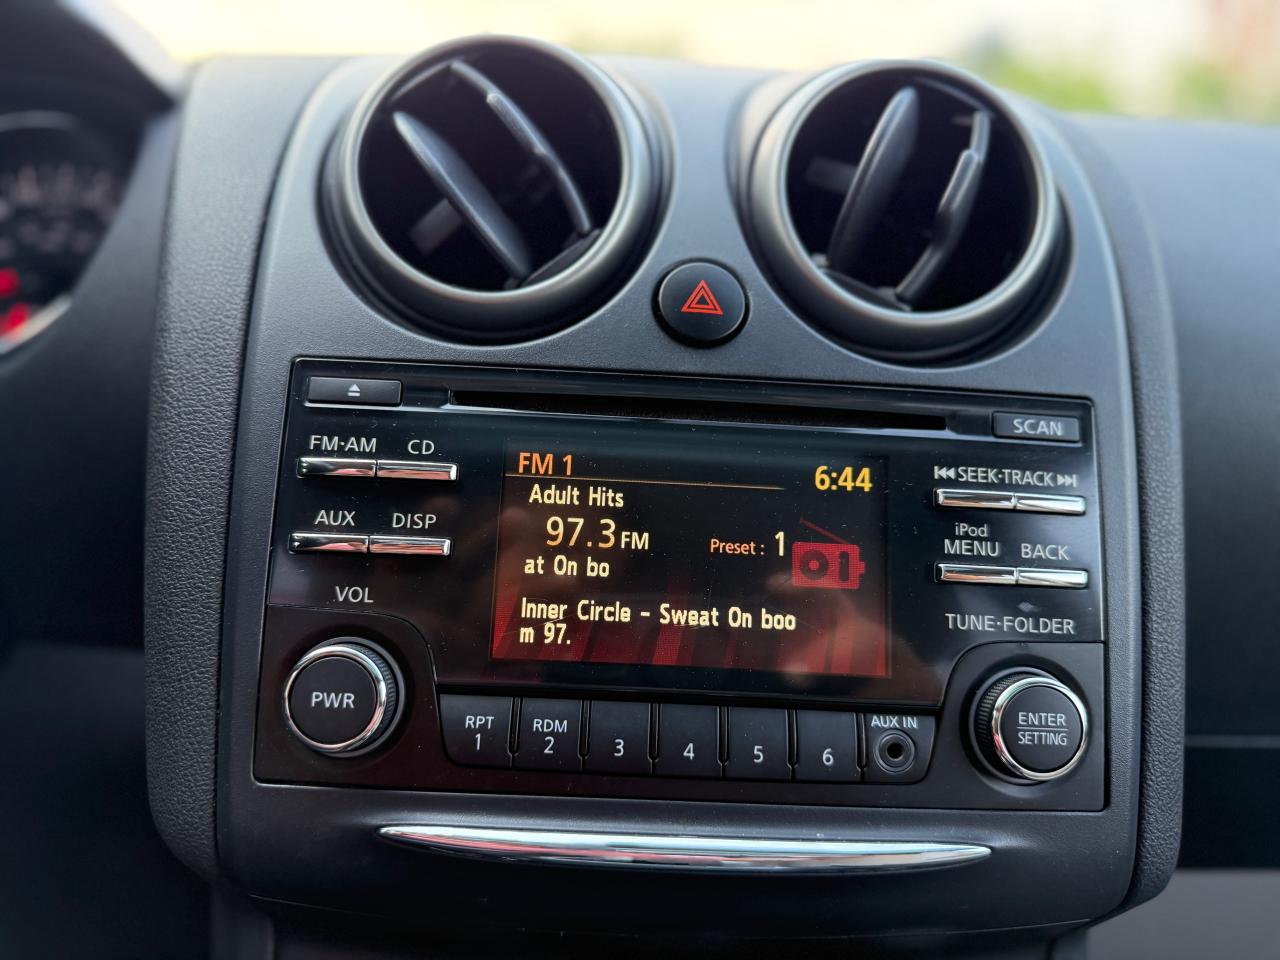 SCAN
FM·AM CD
AUX DISP
VOL
PWR
FM 1
6:44
Adult Hits
97.3 FM
Preset : 1
at On bo
Inner Circle - Sweat On boo
m 97.
SEEK·TRACK
iPod
MENU BACK
TUNE·FOLDER
ENTER
SETTING
RPT
1
RDM
2
3
4
5
6
AUX IN